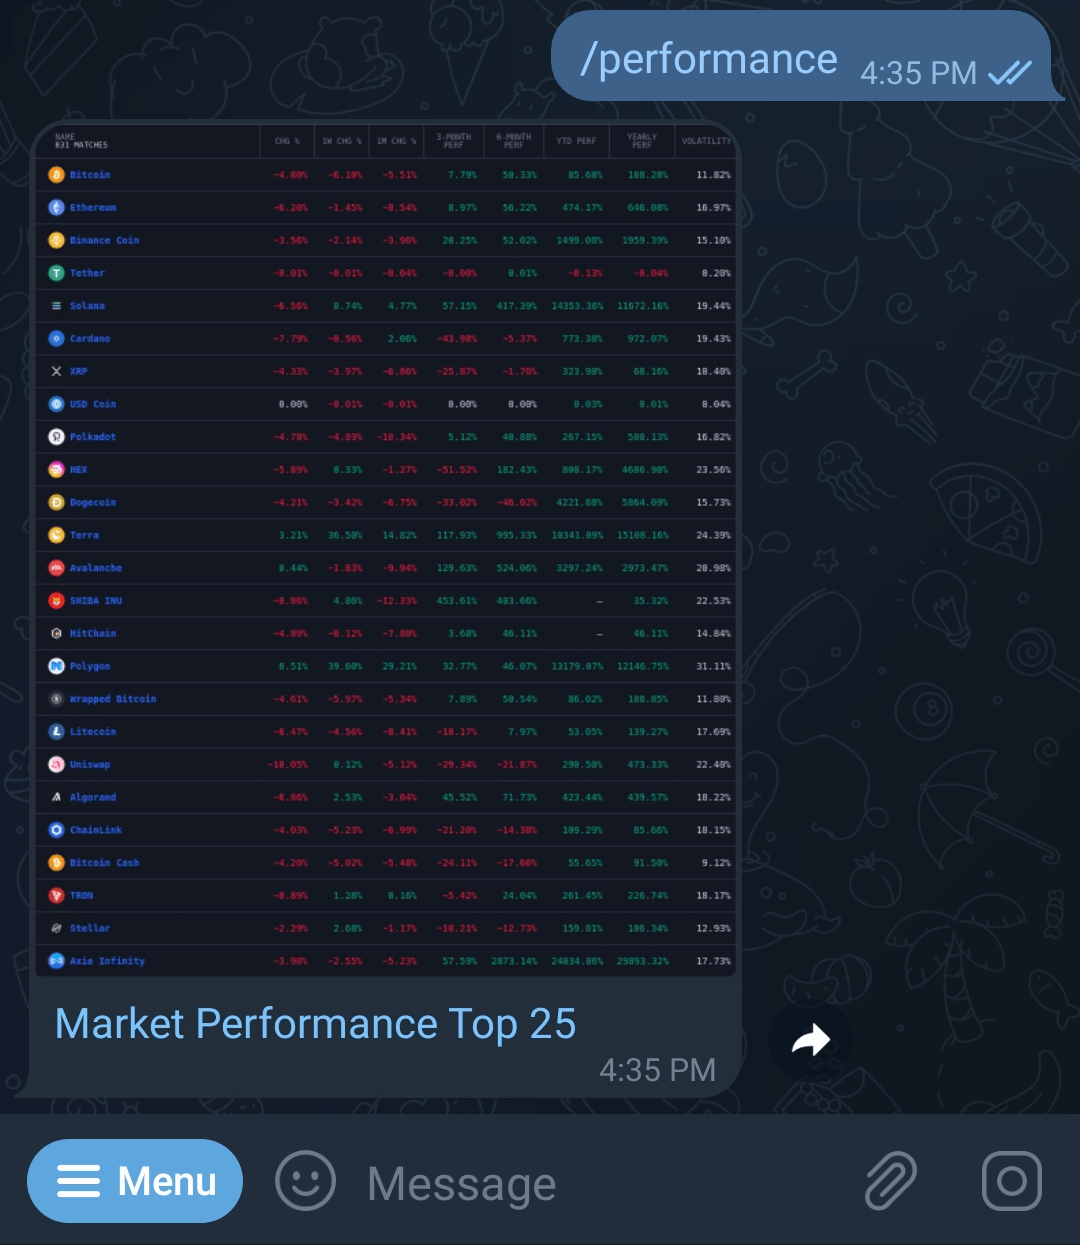 /performance 4:35 PM
NAME CHG % 1W CHG % 1M CHG % 3-MONTH PERF 6-MONTH PERF YTD PERF YEARLY PERF VOLATILITY
831 MATCHES
Bitcoin -4.80% -6.10% -5.51% 7.79% 50.33% 85.68% 188.28% 11.82%
Ethereum -6.20% -1.45% -8.54% 8.97% 56.22% 474.17% 646.08% 16.97%
Binance Coin -3.56% -2.14% -3.96% 28.25% 52.02% 1499.08% 1959.39% 15.10%
Tether -0.01% -0.01% -0.04% -0.00% 0.01% -0.13% -0.04% 0.20%
Solana -6.56% 8.74% 4.77% 57.15% 417.39% 14353.36% 11672.16% 19.44%
Cardano -7.79% -8.56% 2.06% -43.98% -5.37% 773.38% 972.07% 19.43%
XRP -4.33% -3.97% -6.86% -25.87% -1.70% 323.98% 68.16% 18.40%
USD Coin 0.00% -0.01% -0.01% 0.00% 0.00% 0.03% 0.01% 0.04%
Polkadot -4.78% -4.89% -10.34% 5.12% 40.88% 267.15% 580.13% 16.82%
HEX -5.89% 0.33% -1.27% -51.52% 182.43% 800.17% 4686.90% 23.56%
Dogecoin -4.21% -3.42% -6.75% -33.02% -46.02% 4221.88% 5864.09% 15.73%
Terra 3.21% 36.50% 14.82% 117.93% 995.33% 10341.09% 15108.16% 24.39%
Avalanche 0.44% -1.83% -9.94% 129.63% 524.06% 3297.24% 2973.47% 20.98%
SHIBA INU -0.86% 4.86% -12.33% 453.61% 403.66% — 35.32% 22.53%
HitChain -4.89% -8.12% -7.80% 3.68% 46.11% — 46.11% 14.84%
Polygon 8.51% 39.60% 29.21% 32.77% 46.07% 13179.07% 12146.75% 31.11%
Wrapped Bitcoin -4.61% -5.97% -5.34% 7.89% 50.54% 86.02% 188.85% 11.80%
Litecoin -6.47% -4.56% -8.41% -10.17% 7.97% 53.05% 139.27% 17.69%
Uniswap -10.05% 0.12% -5.12% -29.34% -21.87% 290.50% 473.33% 22.40%
Algorand -6.86% 2.53% -3.04% 45.52% 71.73% 423.44% 439.57% 18.22%
ChainLink -4.03% -5.23% -6.99% -21.20% -14.38% 109.29% 85.66% 18.15%
Bitcoin Cash -4.20% -5.02% -5.48% -24.11% -17.66% 55.65% 91.50% 9.12%
TRON -0.89% 1.28% 0.16% -5.42% 24.04% 261.45% 226.74% 18.17%
Stellar -2.29% 2.68% -1.17% -10.21% -12.73% 159.81% 106.34% 12.93%
Axie Infinity -3.90% -2.55% -5.23% 57.59% 2873.14% 24834.06% 29893.32% 17.73%
Market Performance Top 25
4:35 PM
Menu Message